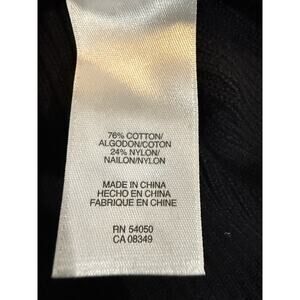 76% COTTON/
ALGODON/COTON
24% NYLON/
NAILON/NYLON
MADE IN CHINA
HECHO EN CHINA
FABRIQUE EN CHINE
RN 54050
CA 08349